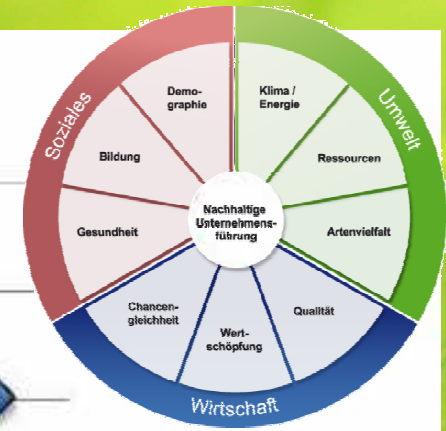 Soziales
Umwelt
Demo-
graphie
Klima /
Energie
Bildung
Ressourcen
Gesundheit
Nachhaltige
Unternehmens-
führung
Artenvielfalt
Chancen-
gleichheit
Wert-
schöpfung
Qualität
Wirtschaft